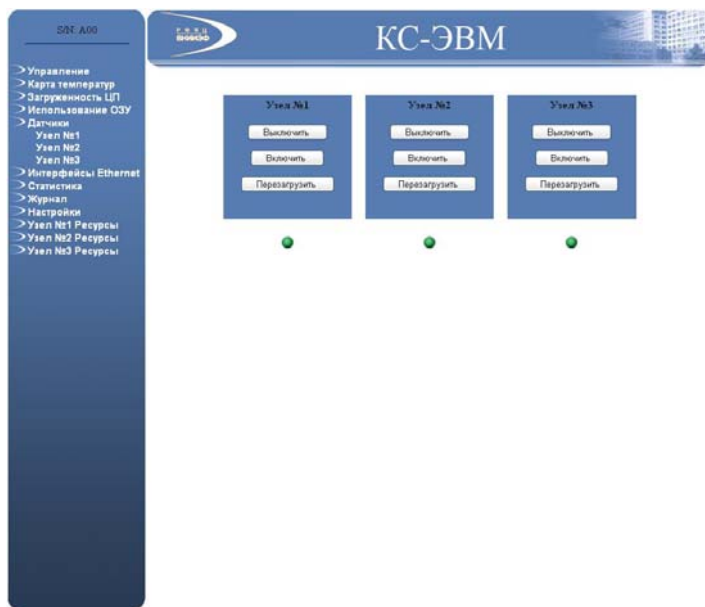 S/N: A00
Управление
Карта температур
Загруженность ЦП
Использование ОЗУ
Датчики
Узел №1
Узел №2
Узел №3
Интерфейсы Ethernet
Статистика
Журнал
Настройки
Узел №1 Ресурсы
Узел №2 Ресурсы
Узел №3 Ресурсы
КС-ЭВМ
Узел №1
Выключить
Включить
Перезагрузить
Узел №2
Выключить
Включить
Перезагрузить
Узел №3
Выключить
Включить
Перезагрузить